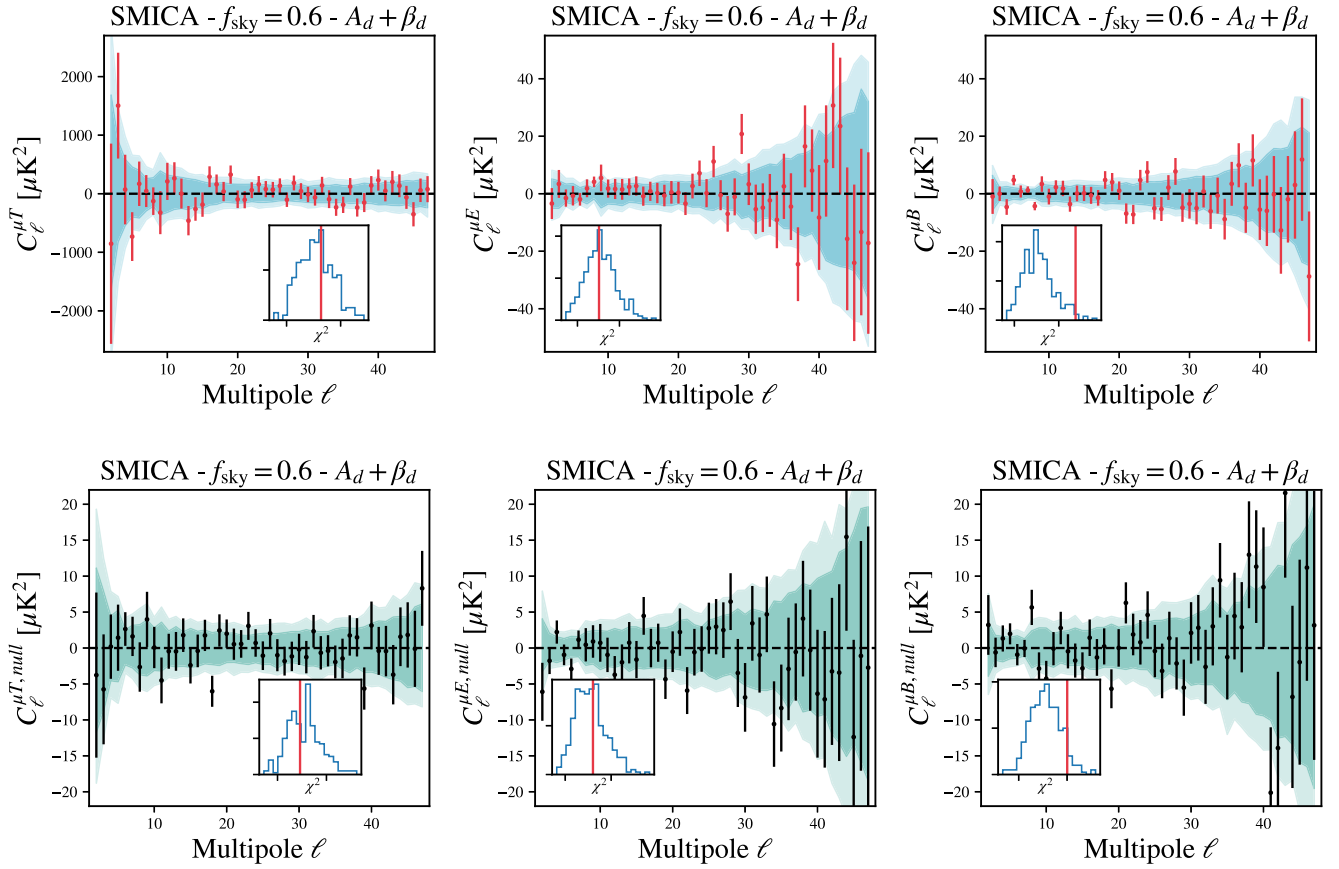 SMICA - f_sky = 0.6 - A_d + β_d
C_ℓ^μT [μK²]
2000
1000
0
−1000
−2000
χ²
10 20 30 40
Multipole ℓ
SMICA - f_sky = 0.6 - A_d + β_d
C_ℓ^μE [μK²]
40
20
0
−20
−40
χ²
10 20 30 40
Multipole ℓ
SMICA - f_sky = 0.6 - A_d + β_d
C_ℓ^μB [μK²]
40
20
0
−20
−40
χ²
10 20 30 40
Multipole ℓ
SMICA - f_sky = 0.6 - A_d + β_d
C_ℓ^μT,null [μK²]
20
15
10
5
0
−5
−10
−15
−20
χ²
10 20 30 40
Multipole ℓ
SMICA - f_sky = 0.6 - A_d + β_d
C_ℓ^μE,null [μK²]
20
15
10
5
0
−5
−10
−15
−20
χ²
10 20 30 40
Multipole ℓ
SMICA - f_sky = 0.6 - A_d + β_d
C_ℓ^μB,null [μK²]
20
15
10
5
0
−5
−10
−15
−20
χ²
10 20 30 40
Multipole ℓ